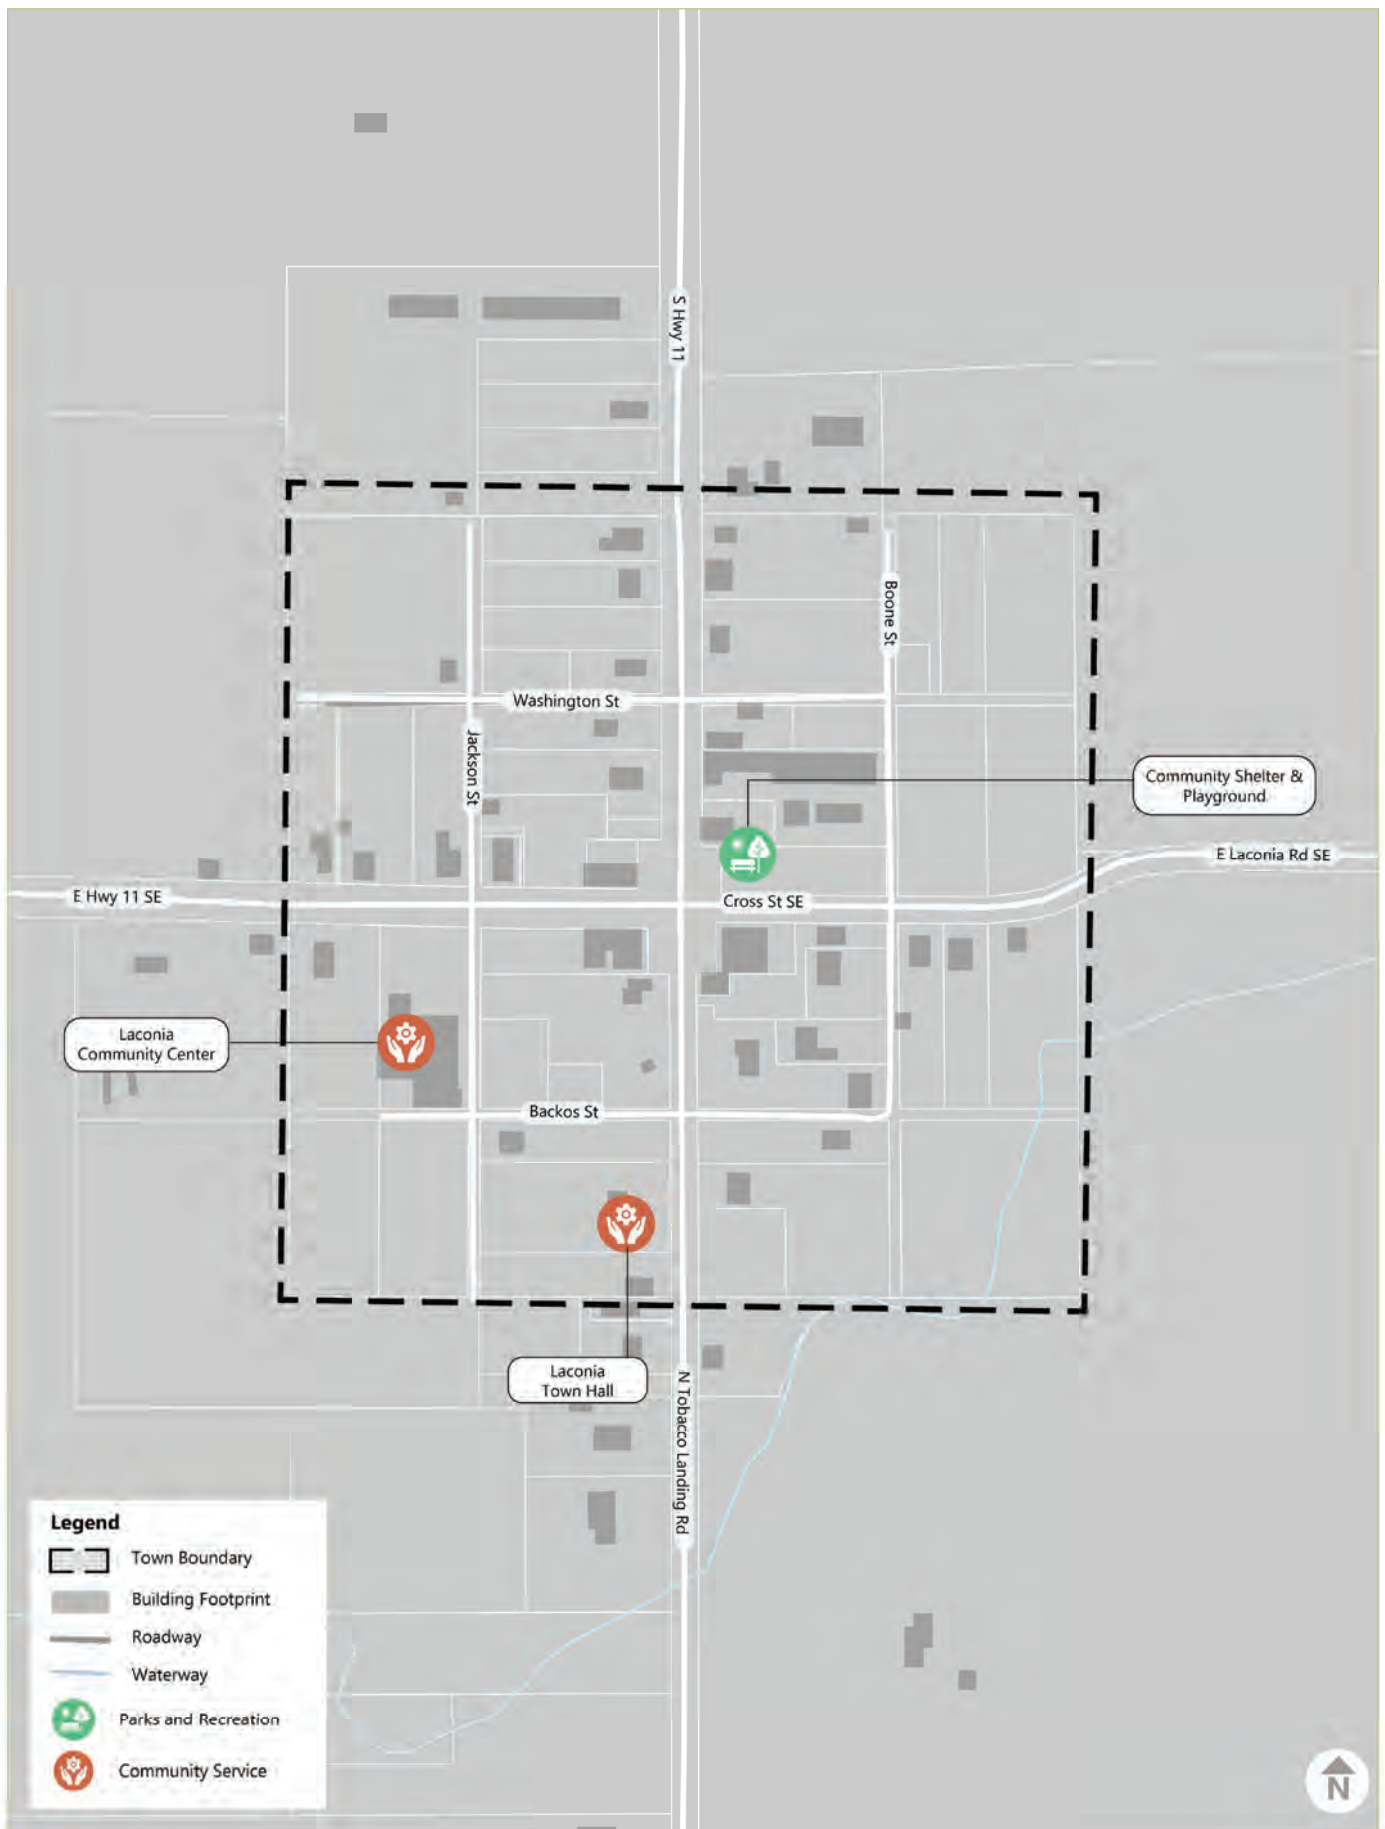 S Hwy 11
Boone St
Washington St
Jackson St
Community Shelter &
Playground
E Laconia Rd SE
E Hwy 11 SE
Cross St SE
Laconia
Community Center
Backos St
Laconia
Town Hall
N Tobacco Landing Rd
Legend
Town Boundary
Building Footprint
Roadway
Waterway
Parks and Recreation
Community Service
N